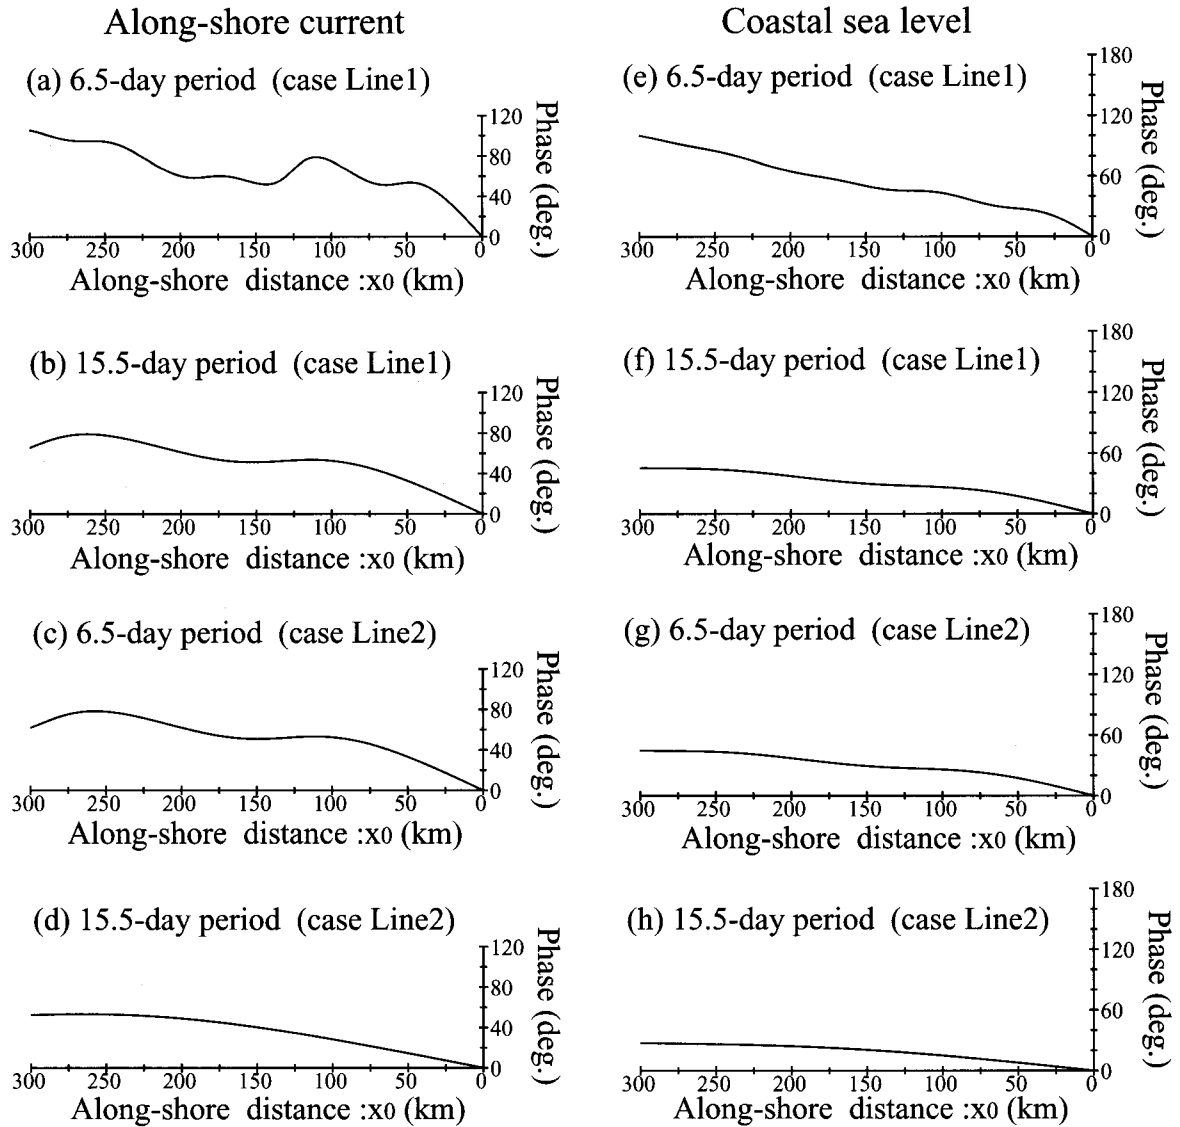 Along-shore current
Coastal sea level
(a) 6.5-day period (case Line1)
120
80
40
0
Phase (deg.)
300 250 200 150 100 50 0
Along-shore distance :x0 (km)
(e) 6.5-day period (case Line1)
180
120
60
0
Phase (deg.)
300 250 200 150 100 50 0
Along-shore distance :x0 (km)
(b) 15.5-day period (case Line1)
120
80
40
0
Phase (deg.)
300 250 200 150 100 50 0
Along-shore distance :x0 (km)
(f) 15.5-day period (case Line1)
180
120
60
0
Phase (deg.)
300 250 200 150 100 50 0
Along-shore distance :x0 (km)
(c) 6.5-day period (case Line2)
120
80
40
0
Phase (deg.)
300 250 200 150 100 50 0
Along-shore distance :x0 (km)
(g) 6.5-day period (case Line2)
180
120
60
0
Phase (deg.)
300 250 200 150 100 50 0
Along-shore distance :x0 (km)
(d) 15.5-day period (case Line2)
120
80
40
0
Phase (deg.)
300 250 200 150 100 50 0
Along-shore distance :x0 (km)
(h) 15.5-day period (case Line2)
180
120
60
0
Phase (deg.)
300 250 200 150 100 50 0
Along-shore distance :x0 (km)